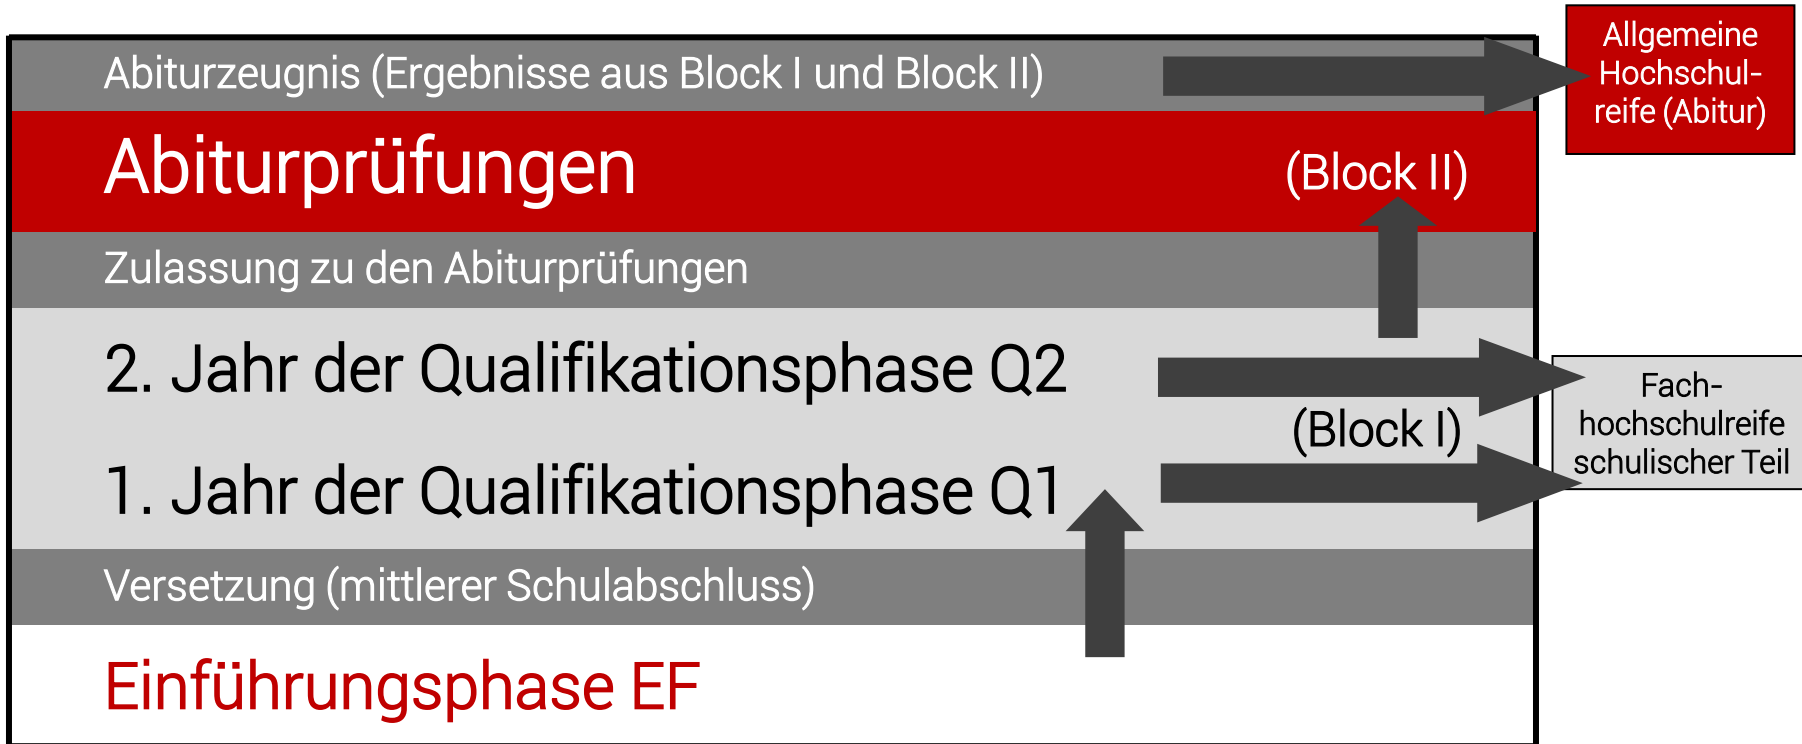 Abiturzeugnis (Ergebnisse aus Block I und Block II)
Allgemeine
Hochschul-
reife (Abitur)
Abiturprüfungen
(Block II)
Zulassung zu den Abiturprüfungen
2. Jahr der Qualifikationsphase Q2
(Block I)
Fach-
hochschulreife
schulischer Teil
1. Jahr der Qualifikationsphase Q1
Versetzung (mittlerer Schulabschluss)
Einführungsphase EF